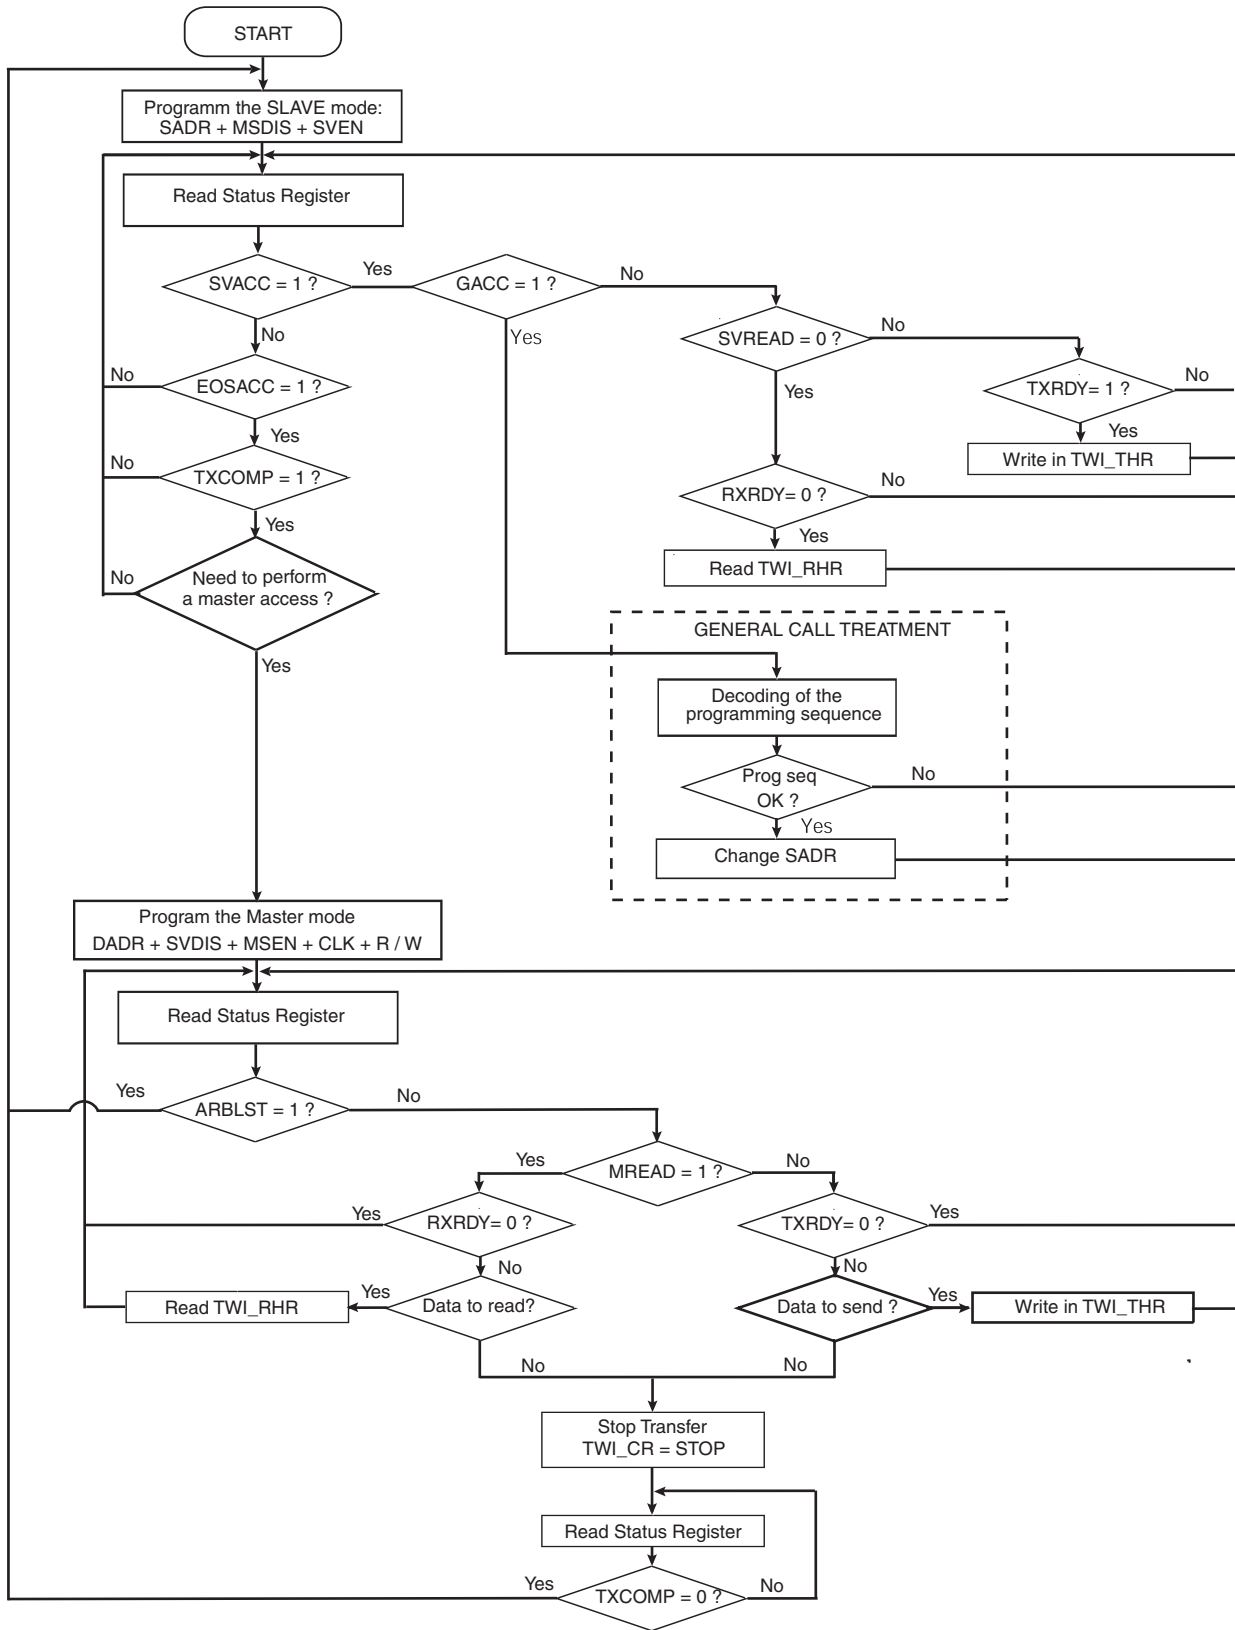 START
Programm the SLAVE mode:
SADR + MSDIS + SVEN
Read Status Register
SVACC = 1 ?
Yes
GACC = 1 ?
No
No
Yes
SVREAD = 0 ?
No
EOSACC = 1 ?
No
Yes
TXRDY= 1 ?
No
Yes
Yes
Write in TWI_THR
TXCOMP = 1 ?
No
RXRDY= 0 ?
No
Yes
Yes
Read TWI_RHR
Need to perform
a master access ?
No
Yes
GENERAL CALL TREATMENT
Decoding of the
programming sequence
Prog seq
OK ?
No
Yes
Change SADR
Program the Master mode
DADR + SVDIS + MSEN + CLK + R / W
Read Status Register
Yes
ARBLST = 1 ?
No
Yes
MREAD = 1 ?
No
Yes
RXRDY= 0 ?
TXRDY= 0 ?
Yes
No
No
Read TWI_RHR
Yes
Data to read?
Data to send ?
Yes
Write in TWI_THR
No
No
Stop Transfer
TWI_CR = STOP
Read Status Register
Yes
TXCOMP = 0 ?
No